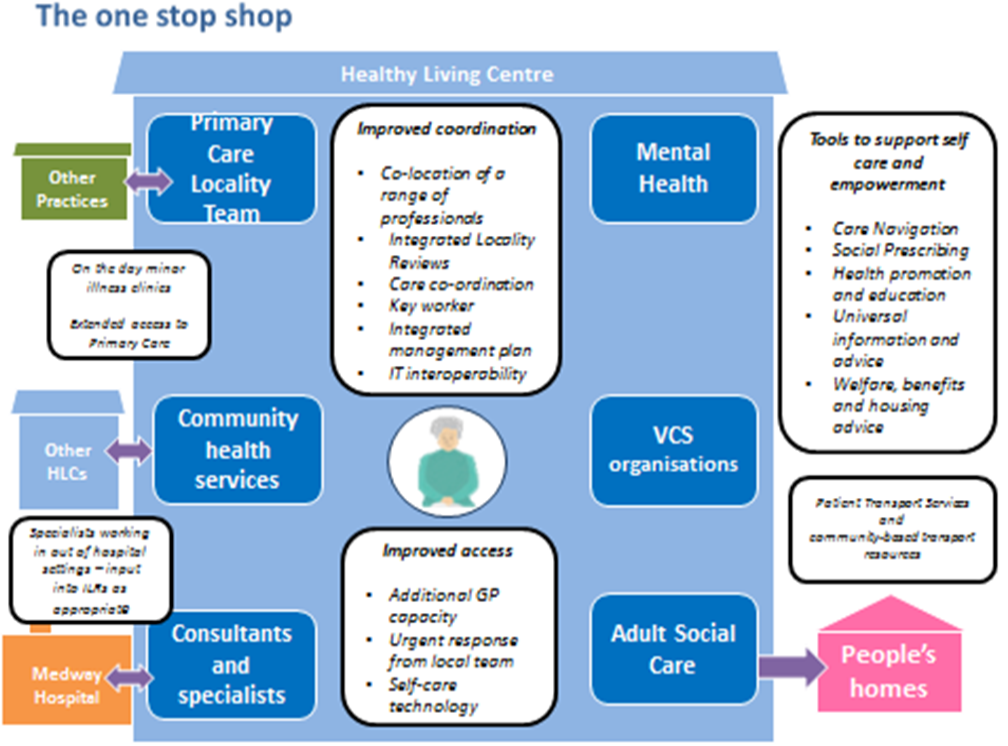 The one stop shop
Healthy Living Centre
Other
Practices
Primary
Care
Locality
Team
On the day minor
illness clinics
Extended access to
Primary Care
Improved coordination
• Co-location of a
range of
professionals
• Integrated Locality
Reviews
• Care co-ordination
• Key worker
• Integrated
management plan
• IT interoperability
Mental
Health
Tools to support self
care and
empowerment
• Care Navigation
• Social Prescribing
• Health promotion
and education
• Universal
information and
advice
• Welfare, benefits
and housing
advice
Other
HLCs
Community
health
services
VCS
organisations
Patient Transport Services
and
community-based transport
resources
Specialists working
in out of hospital
settings – input
into ILRs as
appropriate
Medway
Hospital
Consultants
and
specialists
Improved access
• Additional GP
capacity
• Urgent response
from local team
• Self-care
technology
Adult Social
Care
People's
homes